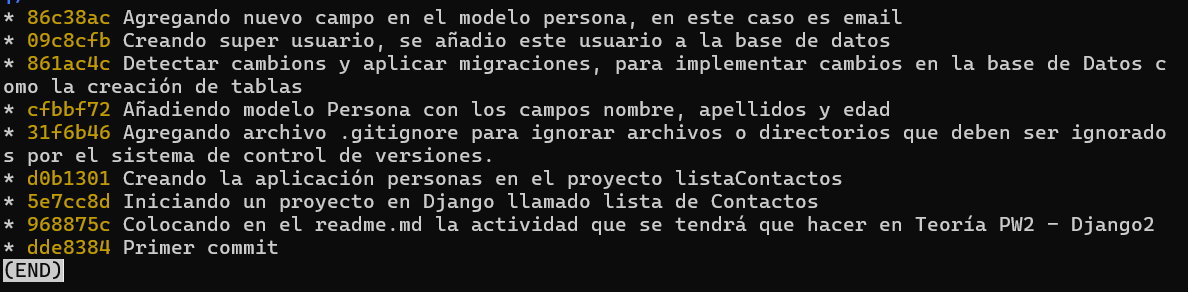 * 86c38ac Agregando nuevo campo en el modelo persona, en este caso es email
* 09c8cfb Creando super usuario, se añadio este usuario a la base de datos
* 861ac4c Detectar cambions y aplicar migraciones, para implementar cambios en la base de Datos c
omo la creación de tablas
* cfbbf72 Añadiendo modelo Persona con los campos nombre, apellidos y edad
* 31f6b46 Agregando archivo .gitignore para ignorar archivos o directorios que deben ser ignorado
s por el sistema de control de versiones.
* d0b1301 Creando la aplicación personas en el proyecto listaContactos
* 5e7cc8d Iniciando un proyecto en Django llamado lista de Contactos
* 968875c Colocando en el readme.md la actividad que se tendrá que hacer en Teoría PW2 - Django2
* dde8384 Primer commit
(END)